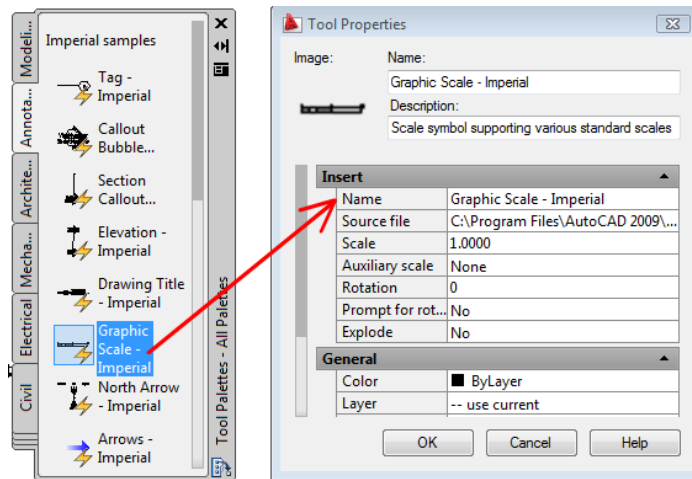 Modeli...
Annota...
Archite...
Mecha...
Electrical
Civil
Imperial samples
Tag -
Imperial
Callout
Bubble...
Section
Callout...
Elevation -
Imperial
Drawing Title
- Imperial
Graphic
Scale -
Imperial
North Arrow
- Imperial
Arrows -
Imperial
Tool Palettes - All Palettes
Tool Properties
Image:
Name:
Graphic Scale - Imperial
Description:
Scale symbol supporting various standard scales
Insert
Name Graphic Scale - Imperial
Source file C:\Program Files\AutoCAD 2009\...
Scale 1.0000
Auxiliary scale None
Rotation 0
Prompt for rot... No
Explode No
General
Color ByLayer
Layer -- use current
OK Cancel Help